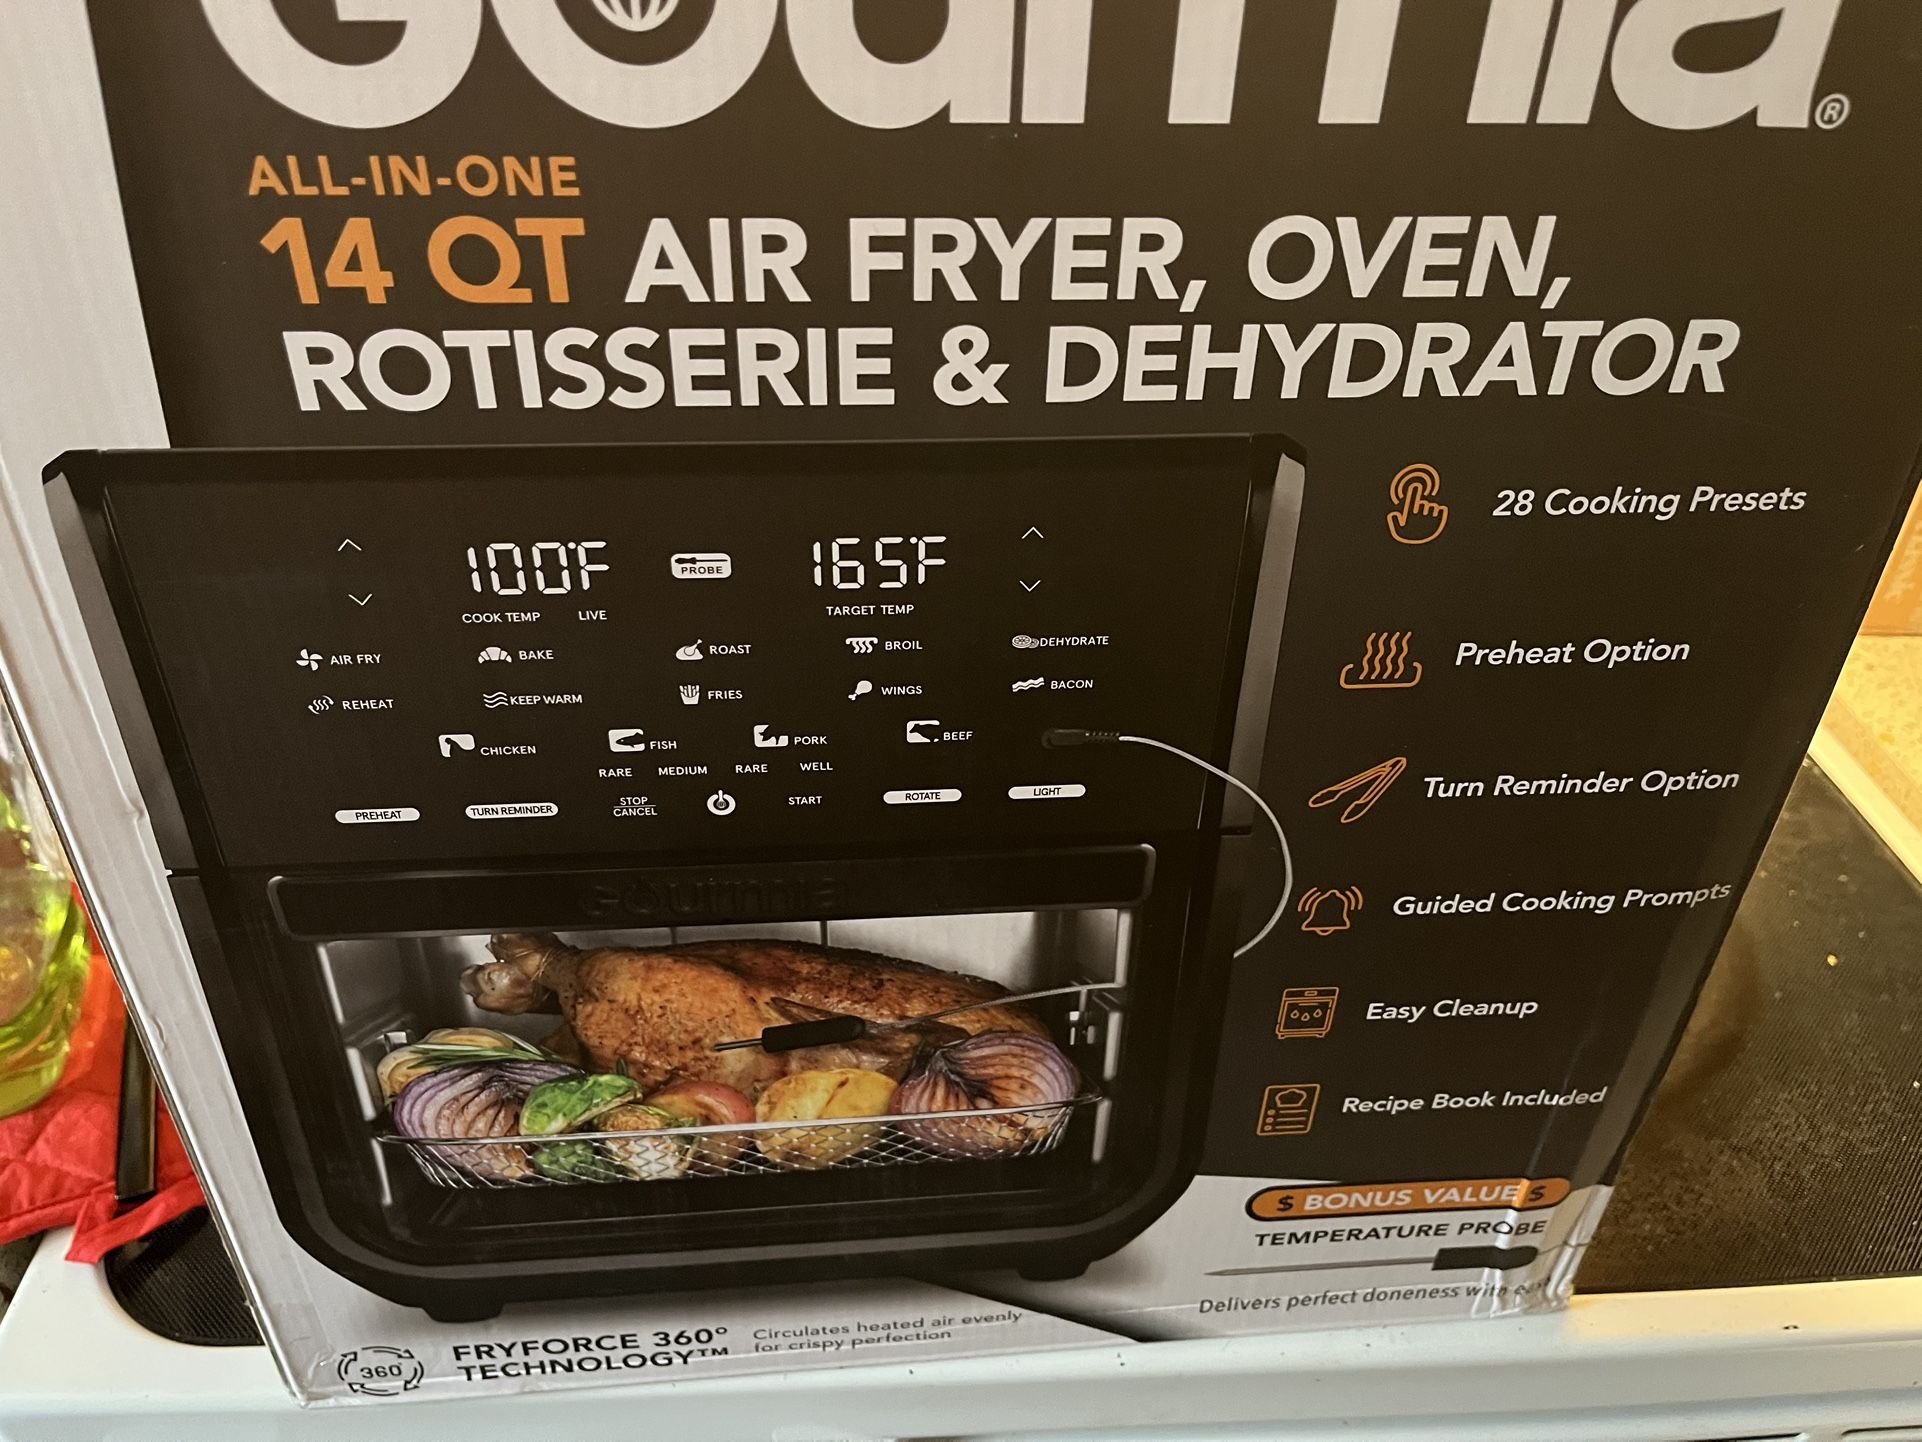 Gourmia®
ALL-IN-ONE
14 QT AIR FRYER, OVEN,
ROTISSERIE & DEHYDRATOR
100°F PROBE 165°F
COOK TEMP LIVE TARGET TEMP
AIR FRY BAKE ROAST BROIL DEHYDRATE
REHEAT KEEP WARM FRIES WINGS BACON
CHICKEN FISH PORK BEEF
RARE MEDIUM RARE WELL
PREHEAT TURN REMINDER STOP CANCEL START ROTATE LIGHT
Gourmia
28 Cooking Presets
Preheat Option
Turn Reminder Option
Guided Cooking Prompts
Easy Cleanup
Recipe Book Included
$ BONUS VALUE $
TEMPERATURE PROBE
Delivers perfect doneness with
360°
FRYFORCE 360°
TECHNOLOGY™
Circulates heated air evenly
for crispy perfection